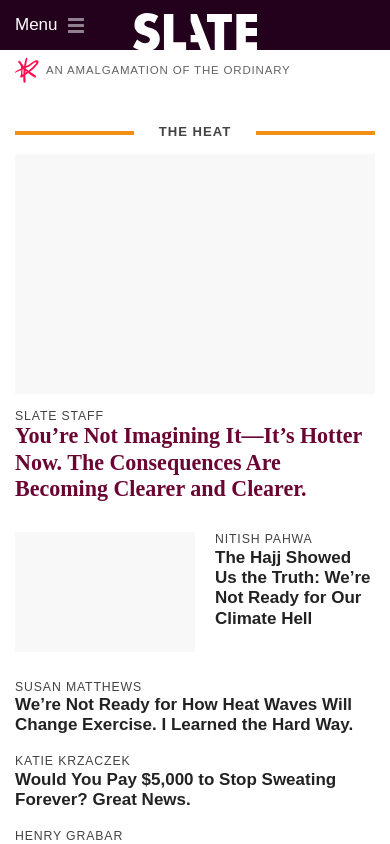 Menu
SLATE
AN AMALGAMATION OF THE ORDINARY
THE HEAT
SLATE STAFF
You’re Not Imagining It—It’s Hotter
Now. The Consequences Are
Becoming Clearer and Clearer.
NITISH PAHWA
The Hajj Showed
Us the Truth: We’re
Not Ready for Our
Climate Hell
SUSAN MATTHEWS
We’re Not Ready for How Heat Waves Will
Change Exercise. I Learned the Hard Way.
KATIE KRZACZEK
Would You Pay $5,000 to Stop Sweating
Forever? Great News.
HENRY GRABAR